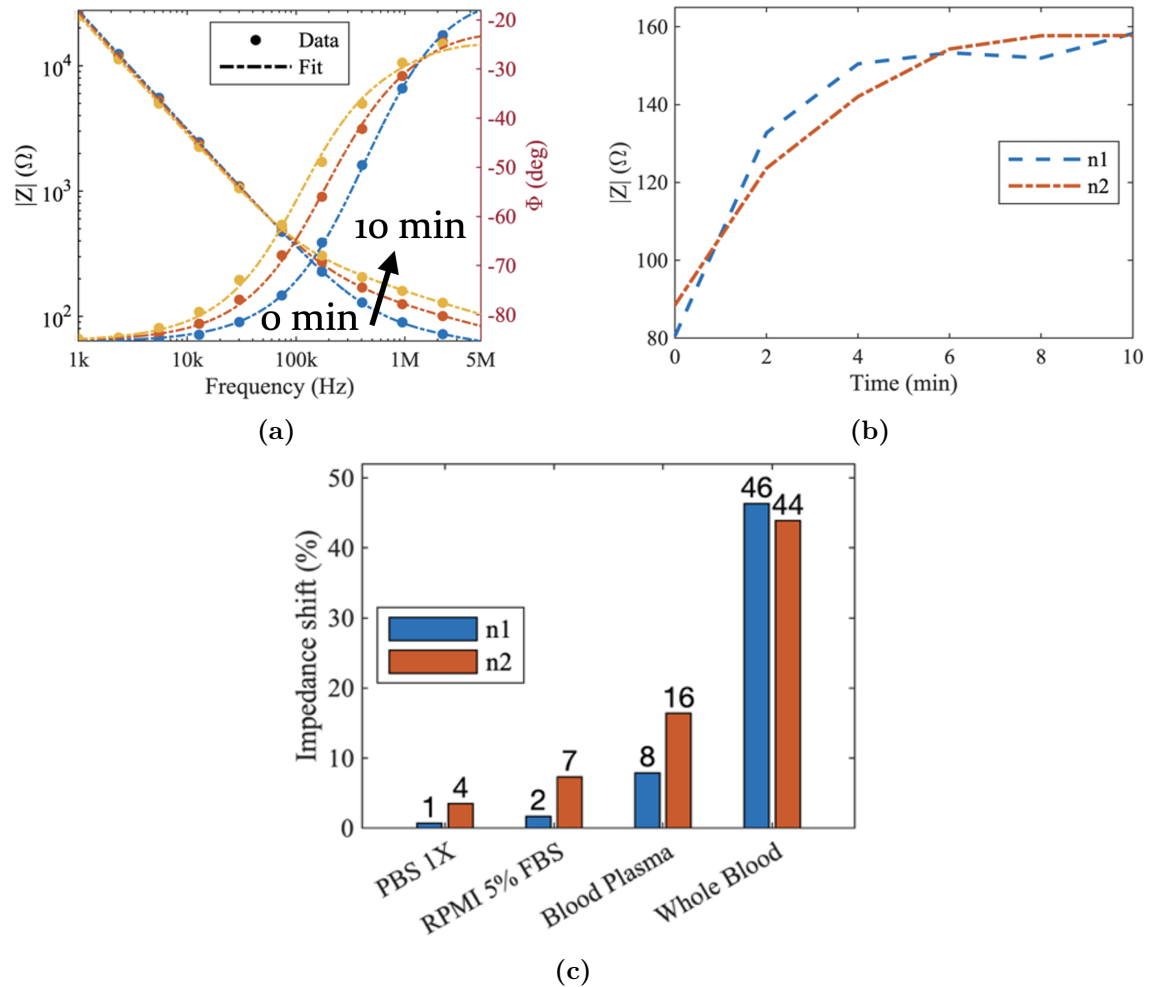 Data
Fit
10⁴
10³
10²
|Z| (Ω)
-20
-30
-40
-50
-60
-70
-80
Φ (deg)
10 min
0 min
1k 10k 100k 1M 5M
Frequency (Hz)
(a)
160
140
120
100
80
|Z| (Ω)
n1
n2
0 2 4 6 8 10
Time (min)
(b)
50
40
30
20
10
0
Impedance shift (%)
n1
n2
1 4 2 7 8 16 46 44
PBS 1X
RPMI 5% FBS
Blood Plasma
Whole Blood
(c)